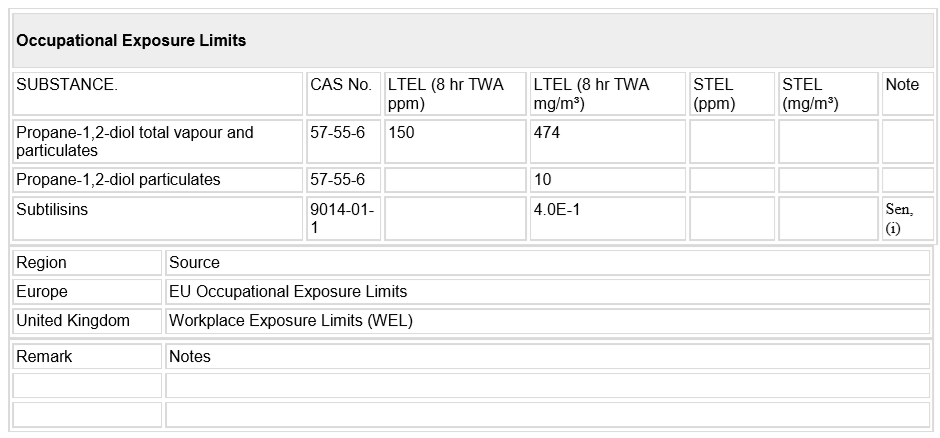 Occupational Exposure Limits
SUBSTANCE. CAS No. LTEL (8 hr TWA ppm) LTEL (8 hr TWA mg/m³) STEL (ppm) STEL (mg/m³) Note
Propane-1,2-diol total vapour and particulates 57-55-6 150 474
Propane-1,2-diol particulates 57-55-6 10
Subtilisins 9014-01-1 4.0E-1 Sen, (i)
Region Source
Europe EU Occupational Exposure Limits
United Kingdom Workplace Exposure Limits (WEL)
Remark Notes